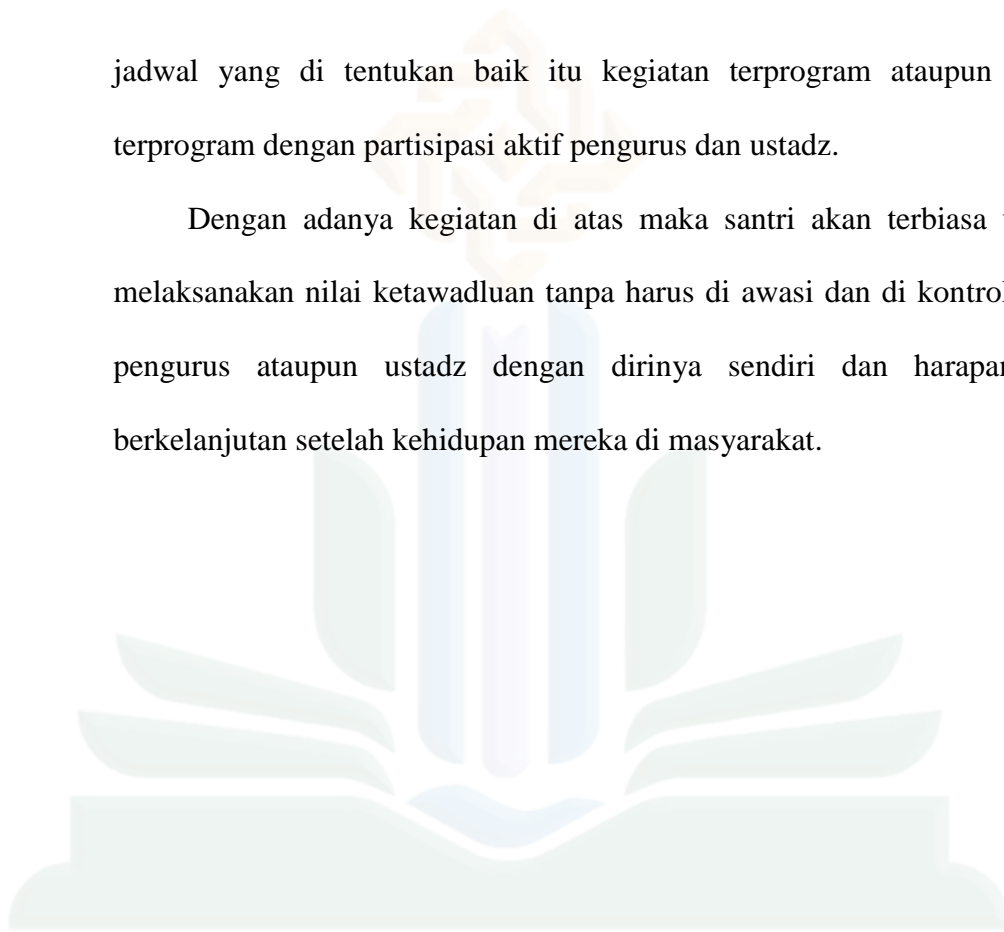 jadwal yang di tentukan baik itu kegiatan terprogram ataupun
terprogram dengan partisipasi aktif pengurus dan ustadz.
Dengan adanya kegiatan di atas maka santri akan terbiasa
melaksanakan nilai ketawadluan tanpa harus di awasi dan di kontrol
pengurus ataupun ustadz dengan dirinya sendiri dan harapan
berkelanjutan setelah kehidupan mereka di masyarakat.